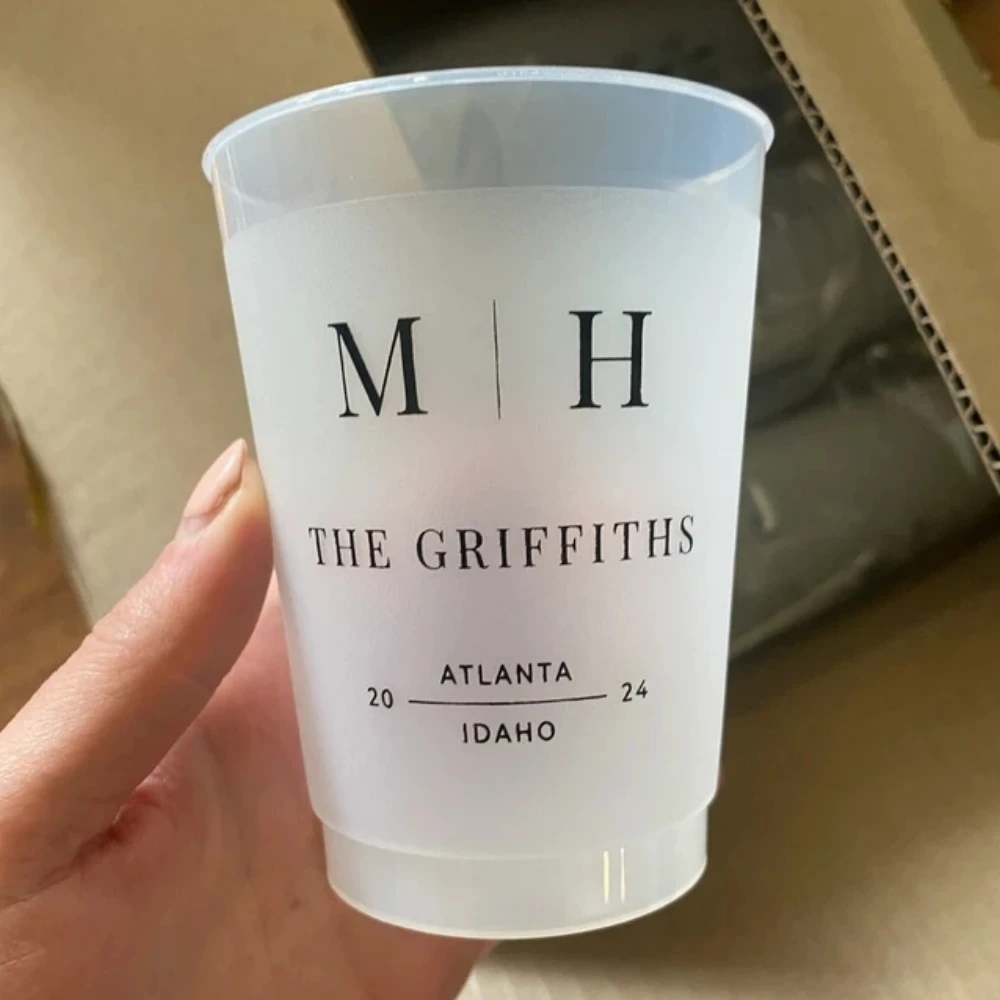 M | H
THE GRIFFITHS
ATLANTA
20 24
IDAHO